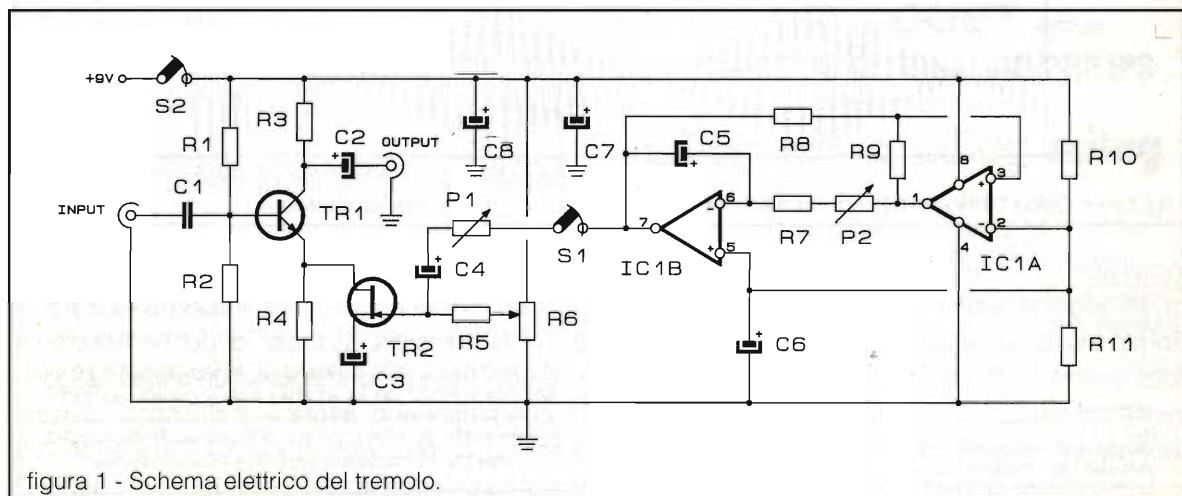 +9V
S2
R1
R3
C2
OUTPUT
C8
C7
C5
R8
R9
8
3
+
R10
C1
INPUT
TR1
P1
S1
7
6
-
R7
P2
1
-
2
+
5
IC1B
4
IC1A
R2
C4
R4
TR2
R5
R6
C3
C6
R11
figura 1 - Schema elettrico del tremolo.